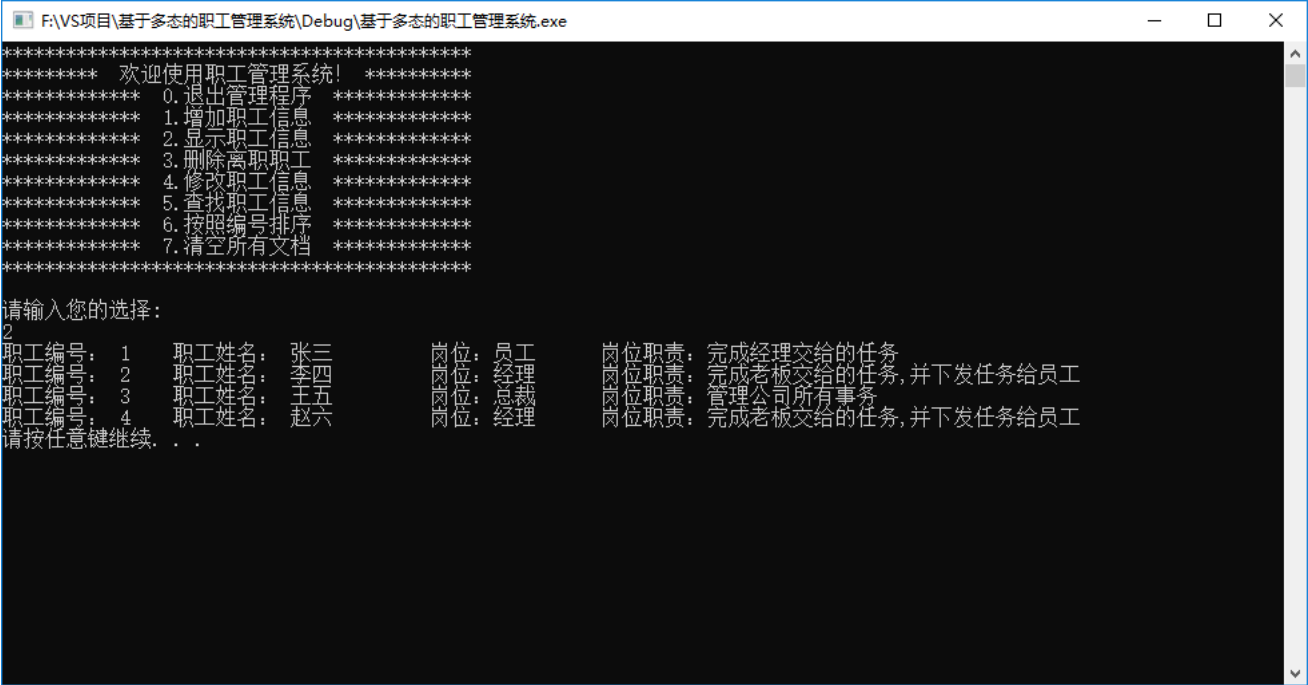 F:\VS项目\基于多态的职工管理系统\Debug\基于多态的职工管理系统.exe
********************************************
*********  欢迎使用职工管理系统!  **********
*************  0.退出管理程序  *************
*************  1.增加职工信息  *************
*************  2.显示职工信息  *************
*************  3.删除离职职工  *************
*************  4.修改职工信息  *************
*************  5.查找职工信息  *************
*************  6.按照编号排序  *************
*************  7.清空所有文档  *************
********************************************
请输入您的选择:
2
职工编号： 1    职工姓名： 张三    岗位：员工    岗位职责：完成经理交给的任务
职工编号： 2    职工姓名： 李四    岗位：经理    岗位职责：完成老板交给的任务,并下发任务给员工
职工编号： 3    职工姓名： 王五    岗位：总裁    岗位职责：管理公司所有事务
职工编号： 4    职工姓名： 赵六    岗位：经理    岗位职责：完成老板交给的任务,并下发任务给员工
请按任意键继续. . .